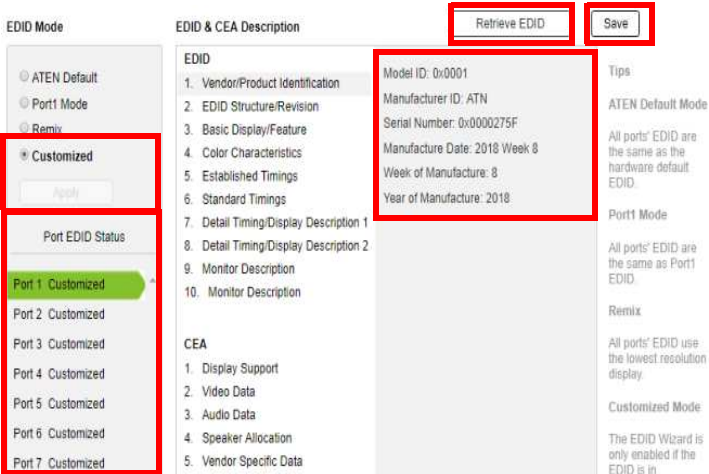 EDID Mode
ATEN Default
Port1 Mode
Remix
Customized
Apply
Port EDID Status
Port 1 Customized
Port 2 Customized
Port 3 Customized
Port 4 Customized
Port 5 Customized
Port 6 Customized
Port 7 Customized
EDID & CEA Description
Retrieve EDID
Save
EDID
1. Vendor/Product Identification
2. EDID Structure/Revision
3. Basic Display/Feature
4. Color Characteristics
5. Established Timings
6. Standard Timings
7. Detail Timing/Display Description 1
8. Detail Timing/Display Description 2
9. Monitor Description
10. Monitor Description
CEA
1. Display Support
2. Video Data
3. Audio Data
4. Speaker Allocation
5. Vendor Specific Data
Model ID: 0x0001
Manufacturer ID: ATN
Serial Number: 0x0000275F
Manufacture Date: 2018 Week 8
Week of Manufacture: 8
Year of Manufacture: 2018
Tips
ATEN Default Mode
All ports' EDID are
the same as the
hardware default
EDID.
Port1 Mode
All ports' EDID are
the same as Port1
EDID.
Remix
All ports' EDID use
the lowest resolution
display.
Customized Mode
The EDID Wizard is
only enabled if the
EDID is in